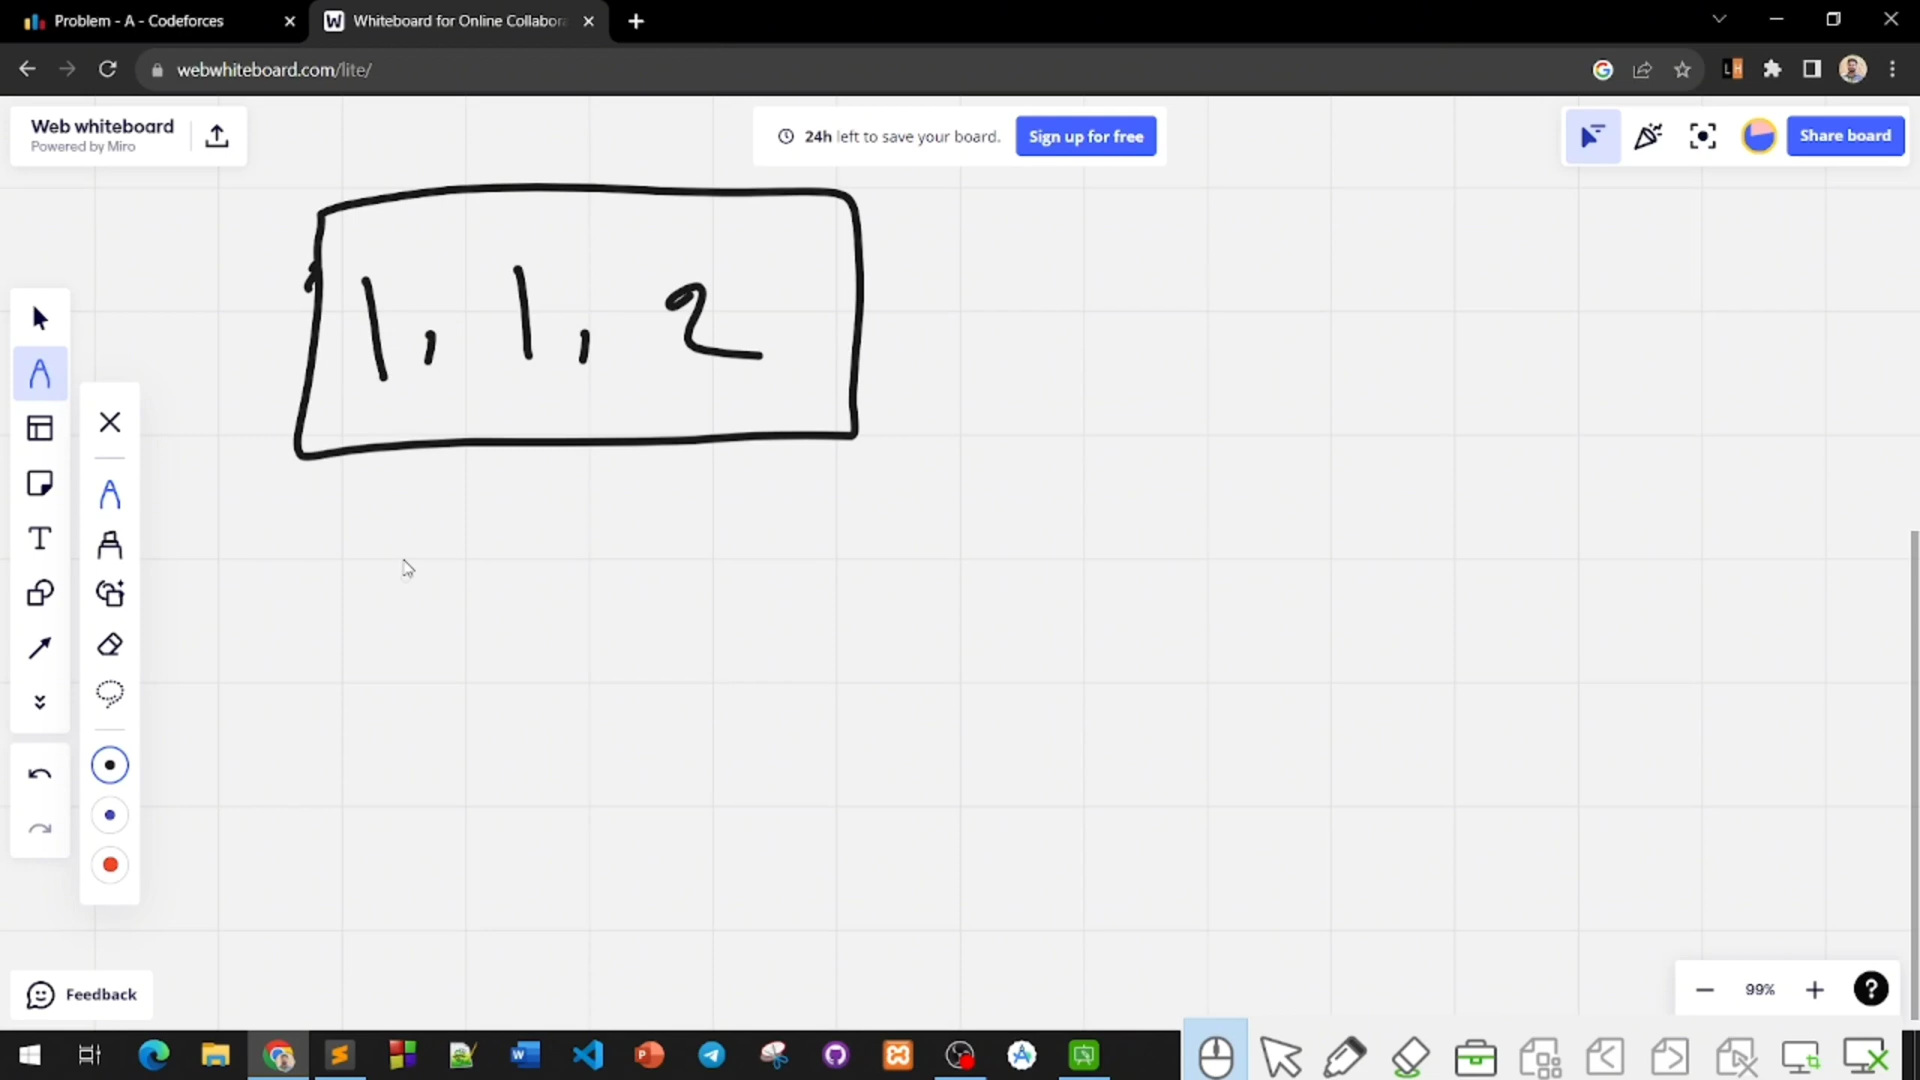 Problem - A - Codeforces
Whiteboard for Online Collabor
webwhiteboard.com/lite/
Web whiteboard
Powered by Miro
24h left to save your board.
Sign up for free
Share board
1, 1, 2
Feedback
99%